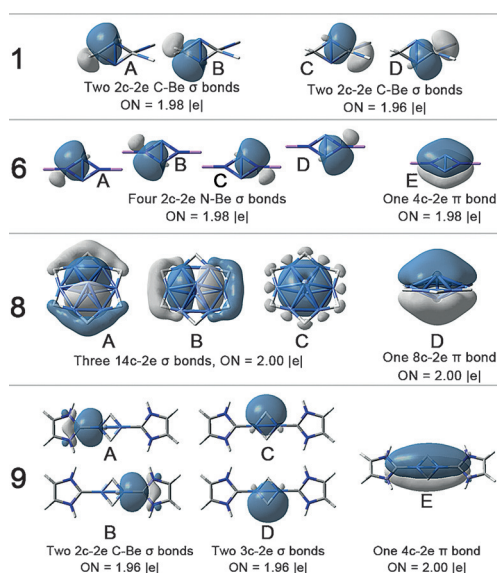 1
A
B
C
D
Two 2c-2e C-Be σ bonds
ON = 1.98 |e|
Two 2c-2e C-Be σ bonds
ON = 1.96 |e|
6
A
B
C
D
E
Four 2c-2e N-Be σ bonds
ON = 1.98 |e|
One 4c-2e π bond
ON = 1.98 |e|
8
A
B
C
D
Three 14c-2e σ bonds, ON = 2.00 |e|
One 8c-2e π bond
ON = 2.00 |e|
9
A
C
B
D
E
Two 2c-2e C-Be σ bonds
ON = 1.96 |e|
Two 3c-2e σ bonds
ON = 1.96 |e|
One 4c-2e π bond
ON = 2.00 |e|